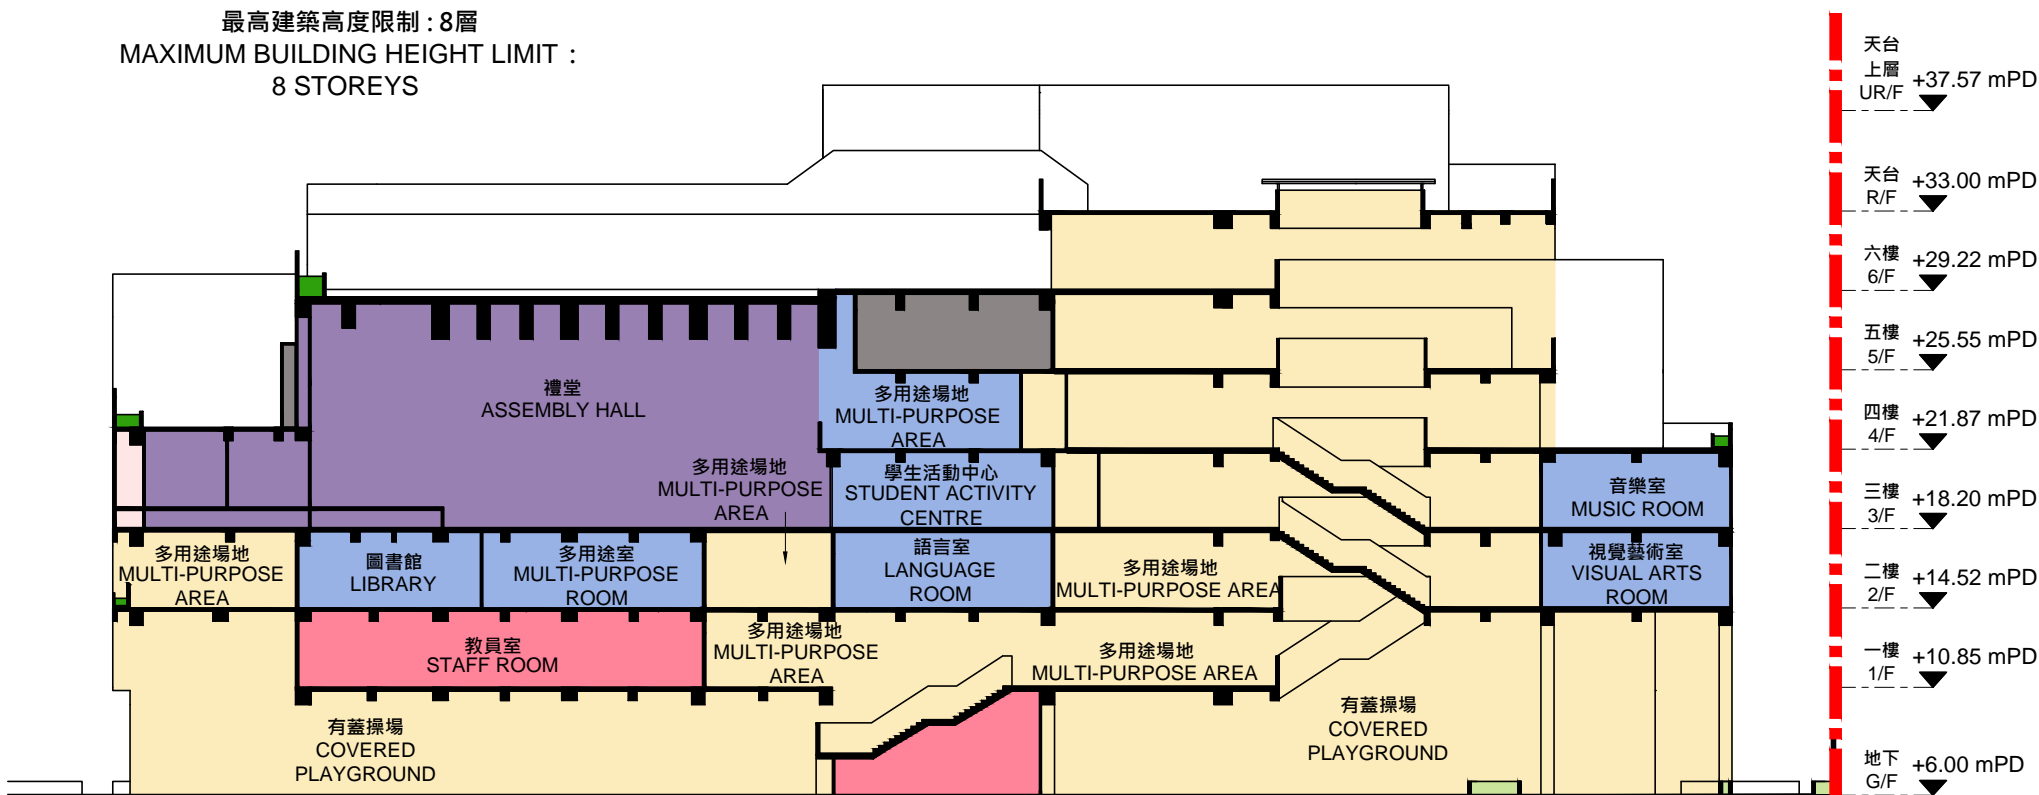 最高建築高度限制 : 8層
MAXIMUM BUILDING HEIGHT LIMIT :
8 STOREYS
天台
上層
UR/F
+37.57 mPD
天台
R/F
+33.00 mPD
六樓
6/F
+29.22 mPD
五樓
5/F
+25.55 mPD
四樓
4/F
+21.87 mPD
三樓
3/F
+18.20 mPD
二樓
2/F
+14.52 mPD
一樓
1/F
+10.85 mPD
地下
G/F
+6.00 mPD
禮堂
ASSEMBLY HALL
多用途場地
MULTI-PURPOSE
AREA
多用途場地
MULTI-PURPOSE
AREA
學生活動中心
STUDENT ACTIVITY
CENTRE
音樂室
MUSIC ROOM
多用途場地
MULTI-PURPOSE
AREA
圖書館
LIBRARY
多用途室
MULTI-PURPOSE
ROOM
語言室
LANGUAGE
ROOM
多用途場地
MULTI-PURPOSE AREA
視覺藝術室
VISUAL ARTS
ROOM
教員室
STAFF ROOM
多用途場地
MULTI-PURPOSE
AREA
多用途場地
MULTI-PURPOSE AREA
有蓋操場
COVERED
PLAYGROUND
有蓋操場
COVERED
PLAYGROUND